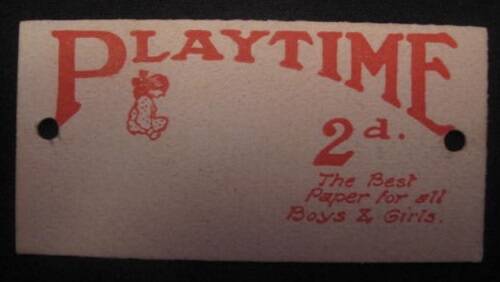 PLAYTIME
2d.
The Best
Paper for all
Boys & Girls.